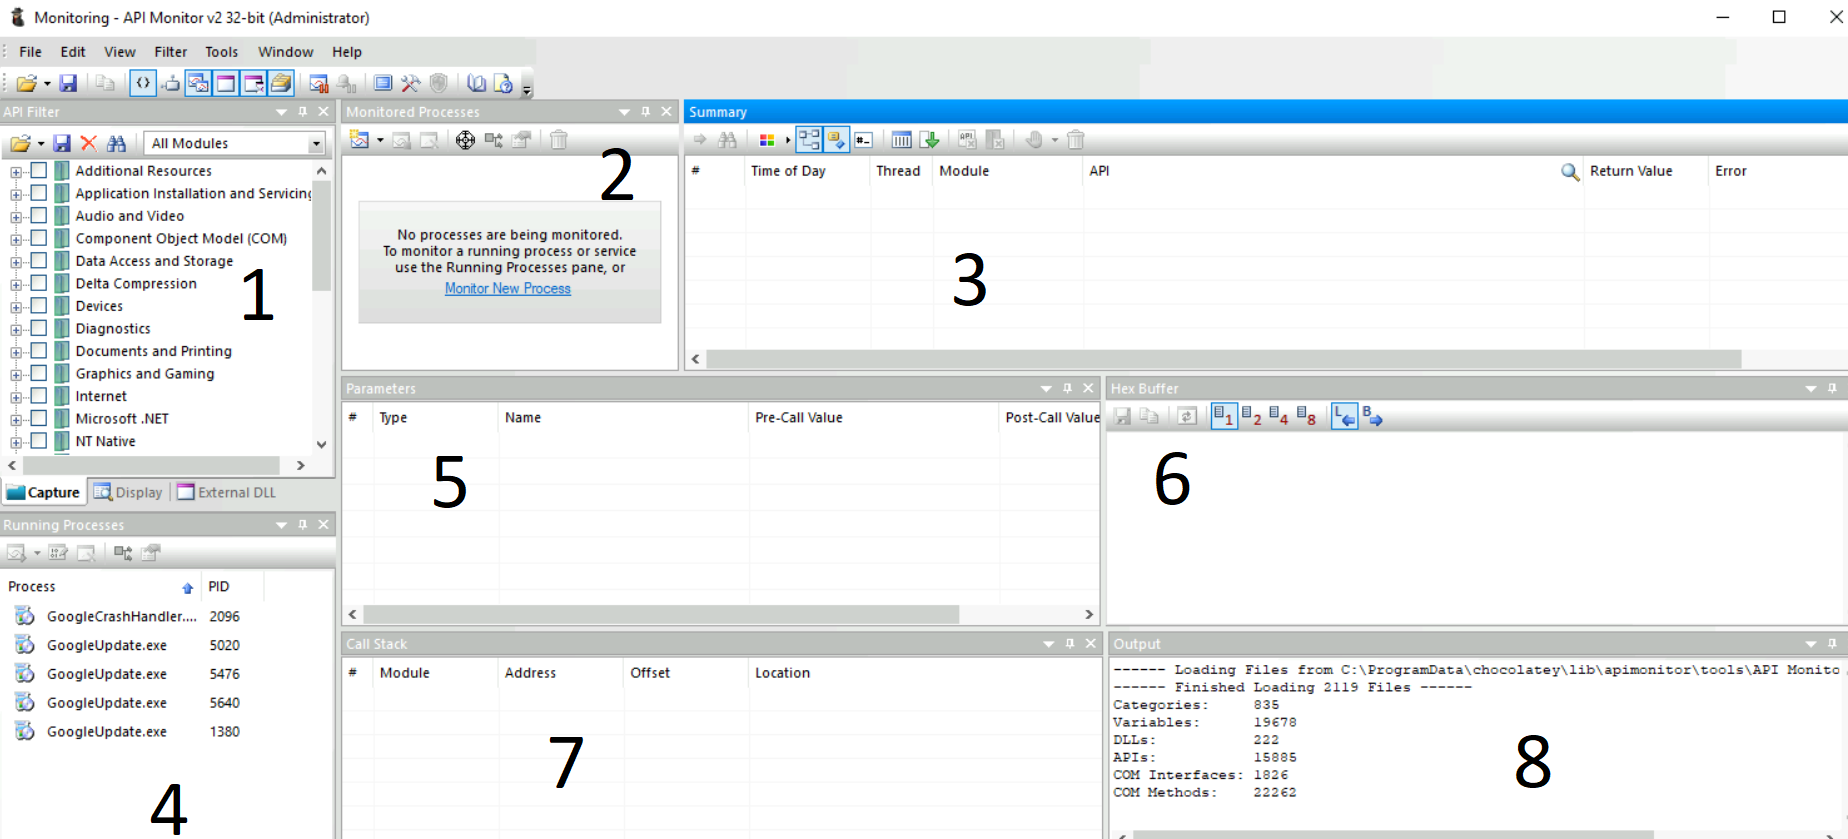 Monitoring - API Monitor v2 32-bit (Administrator)
File Edit View Filter Tools Window Help
API Filter
All Modules
Additional Resources
Application Installation and Servicing
Audio and Video
Component Object Model (COM)
Data Access and Storage
Delta Compression
Devices
Diagnostics
Documents and Printing
Graphics and Gaming
Internet
Microsoft .NET
NT Native
1
Capture Display External DLL
Monitored Processes
2
No processes are being monitored.
To monitor a running process or service
use the Running Processes pane, or
Monitor New Process
Summary
# Time of Day Thread Module API Return Value Error
3
Running Processes
Process PID
GoogleCrashHandler.... 2096
GoogleUpdate.exe 5020
GoogleUpdate.exe 5476
GoogleUpdate.exe 5640
GoogleUpdate.exe 1380
4
Parameters
# Type Name Pre-Call Value Post-Call Value
5
Hex Buffer
1 2 4 8 L B
6
Call Stack
# Module Address Offset Location
7
Output
------ Loading Files from C:\ProgramData\chocolatey\lib\apimonitor\tools\API Monito
------ Finished Loading 2119 Files ------
Categories: 835
Variables: 19678
DLLs: 222
APIs: 15885
COM Interfaces: 1826
COM Methods: 22262
8